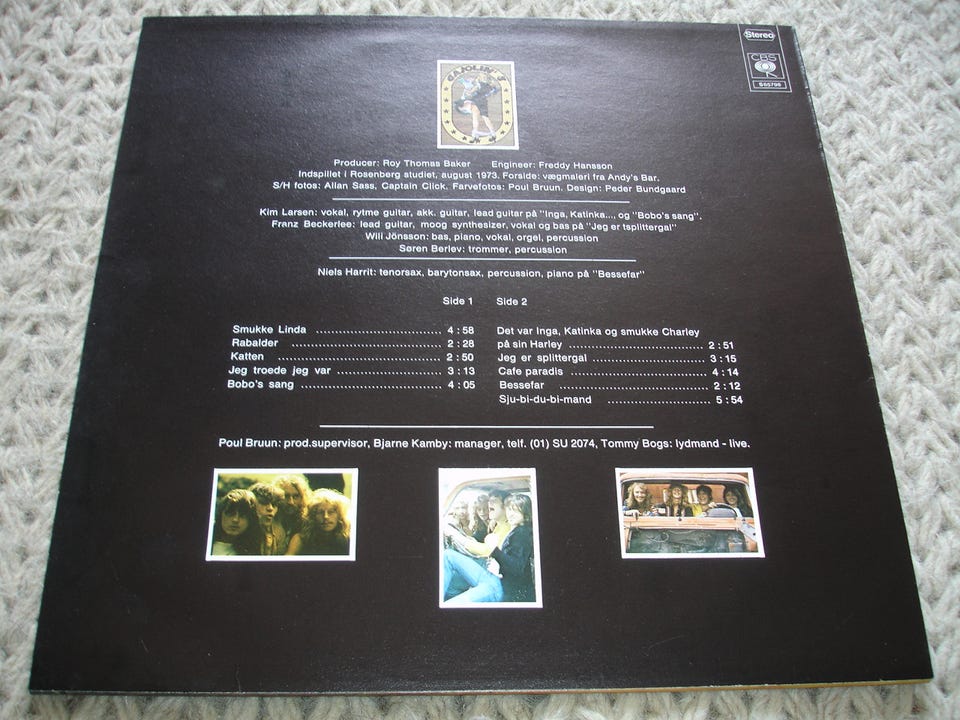 Stereo
CBS
S 65798
GASOLIN' 3
Producer: Roy Thomas Baker Engineer: Freddy Hansson
Indspillet i Rosenberg studiet, august 1973. Forside: vægmaleri fra Andy's Bar.
S/H fotos: Allan Sass, Captain Click. Farvefotos: Poul Bruun. Design: Peder Bundgaard
Kim Larsen: vokal, rytme guitar, akk. guitar, lead guitar på "Inga, Katinka..., og "Bobo's sang".
Franz Beckerlee: lead guitar, moog synthesizer, vokal og bas på "Jeg er tsplittergal"
Wili Jönsson: bas, piano, vokal, orgel, percussion
Søren Berlev: trommer, percussion
Niels Harrit: tenorsax, barytonsax, percussion, piano på "Bessefar"
Side 1 Side 2
Smukke Linda 4:58
Rabalder 2:28
Katten 2:50
Jeg troede jeg var 3:13
Bobo's sang 4:05
Det var Inga, Katinka og smukke Charley
på sin Harley 2:51
Jeg er splittergal 3:15
Cafe paradis 4:14
Bessefar 2:12
Sju-bi-du-bi-mand 5:54
Poul Bruun: prod.supervisor, Bjarne Kamby: manager, telf. (01) SU 2074, Tommy Bogs: lydmand - live.